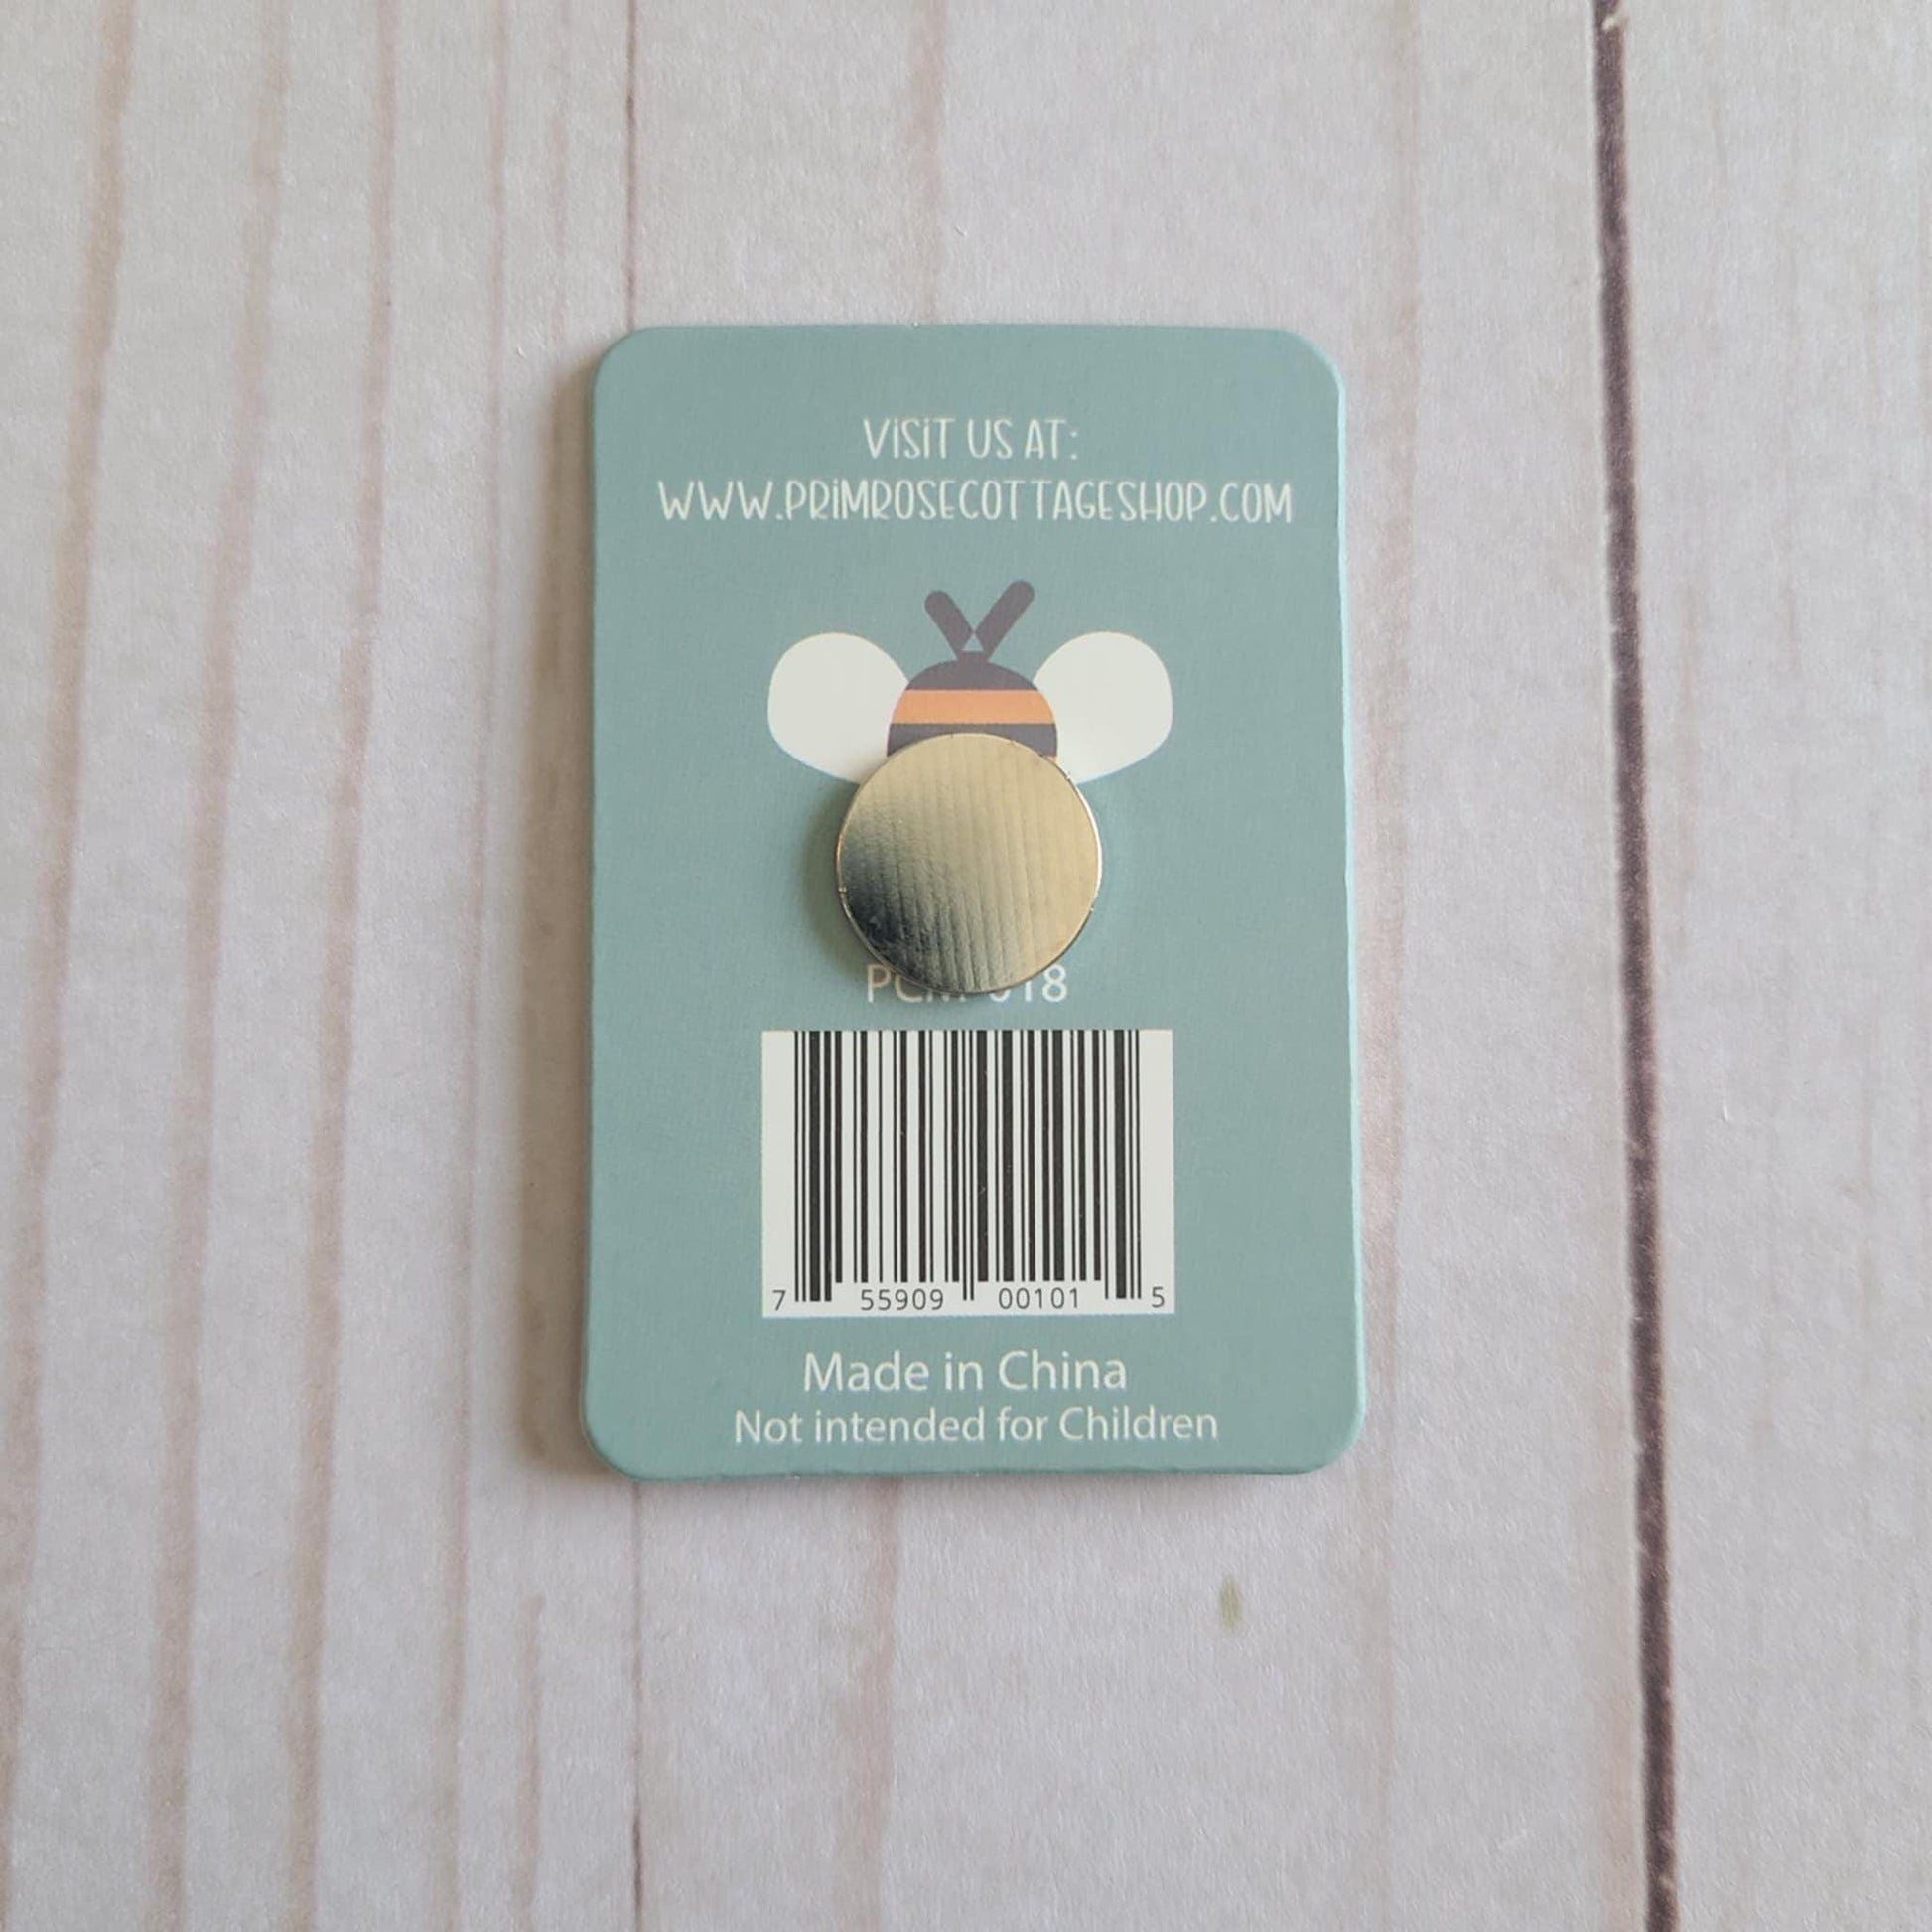 VISIT US AT:
WWW.PRIMROSECOTTAGESHOP.COM
7 55909 00101 5
Made in China
Not intended for Children